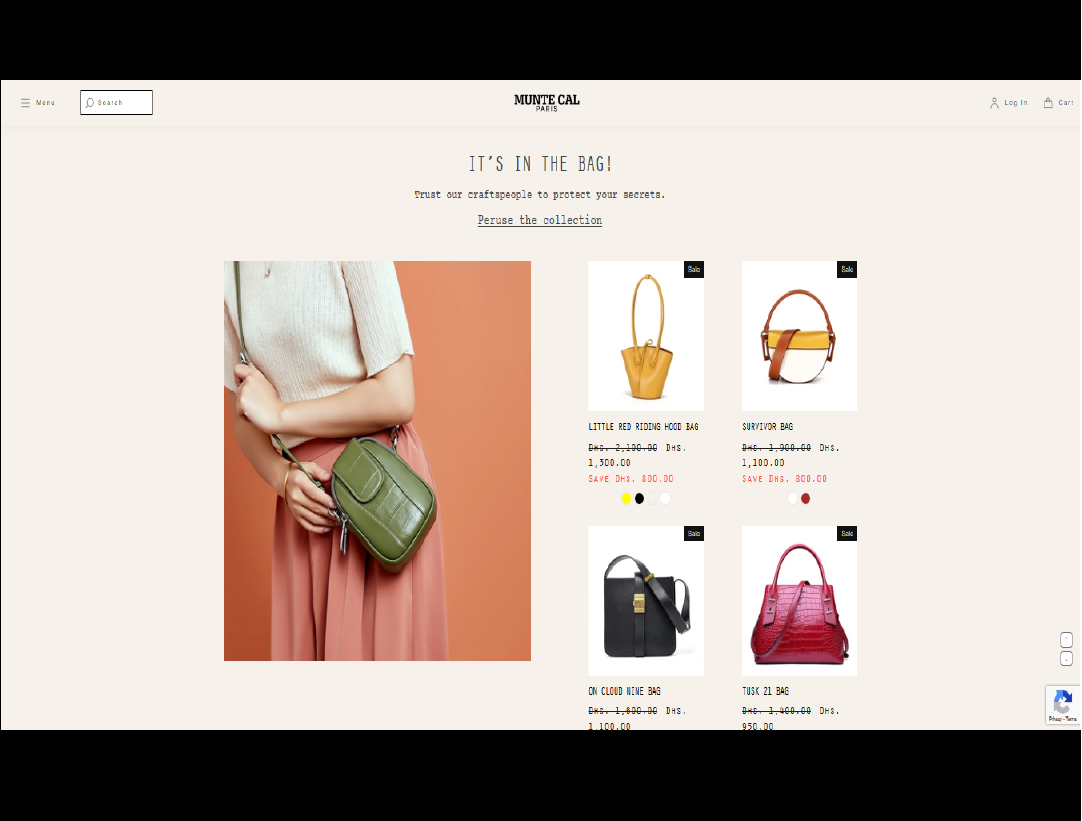 Menu
Search
MUNTE CAL
PARIS
Log In
Cart
IT'S IN THE BAG!
Trust our craftspeople to protect your secrets.
Peruse the collection
Sale
Sale
LITTLE RED RIDING HOOD BAG
Dhs. 2,100.00 Dhs.
1,300.00
Save Dhs. 800.00
SURVIVOR BAG
Dhs. 1,900.00 Dhs.
1,100.00
Save Dhs. 800.00
Sale
Sale
ON CLOUD NINE BAG
Dhs. 1,800.00 Dhs.
1,100.00
TUSK 21 BAG
Dhs. 1,400.00 Dhs.
950.00
Privacy - Terms